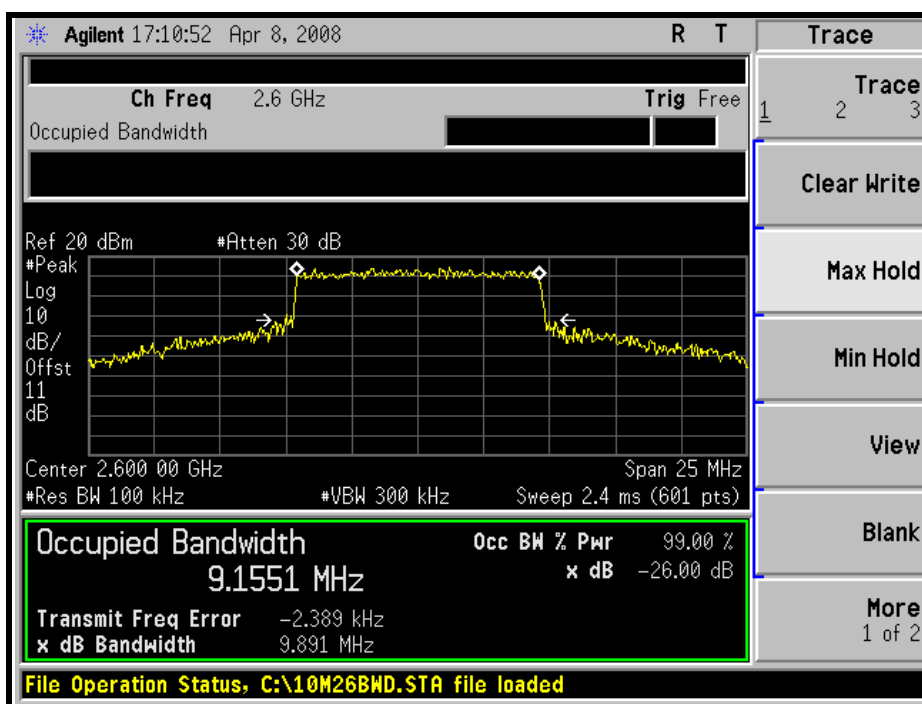 Agilent 17:10:52 Apr 8, 2008 R T
Trace
Ch Freq 2.6 GHz Trig Free
Occupied Bandwidth
Trace
1 2 3
Clear Write
Max Hold
Min Hold
View
Blank
More
1 of 2
Ref 20 dBm #Atten 30 dB
#Peak
Log
10
dB/
Offst
11
dB
Center 2.600 00 GHz Span 25 MHz
#Res BW 100 kHz #VBW 300 kHz Sweep 2.4 ms (601 pts)
Occupied Bandwidth
9.1551 MHz
Occ BW % Pwr 99.00 %
x dB -26.00 dB
Transmit Freq Error -2.389 kHz
x dB Bandwidth 9.891 MHz
File Operation Status, C:\10M26BWD.STA file loaded